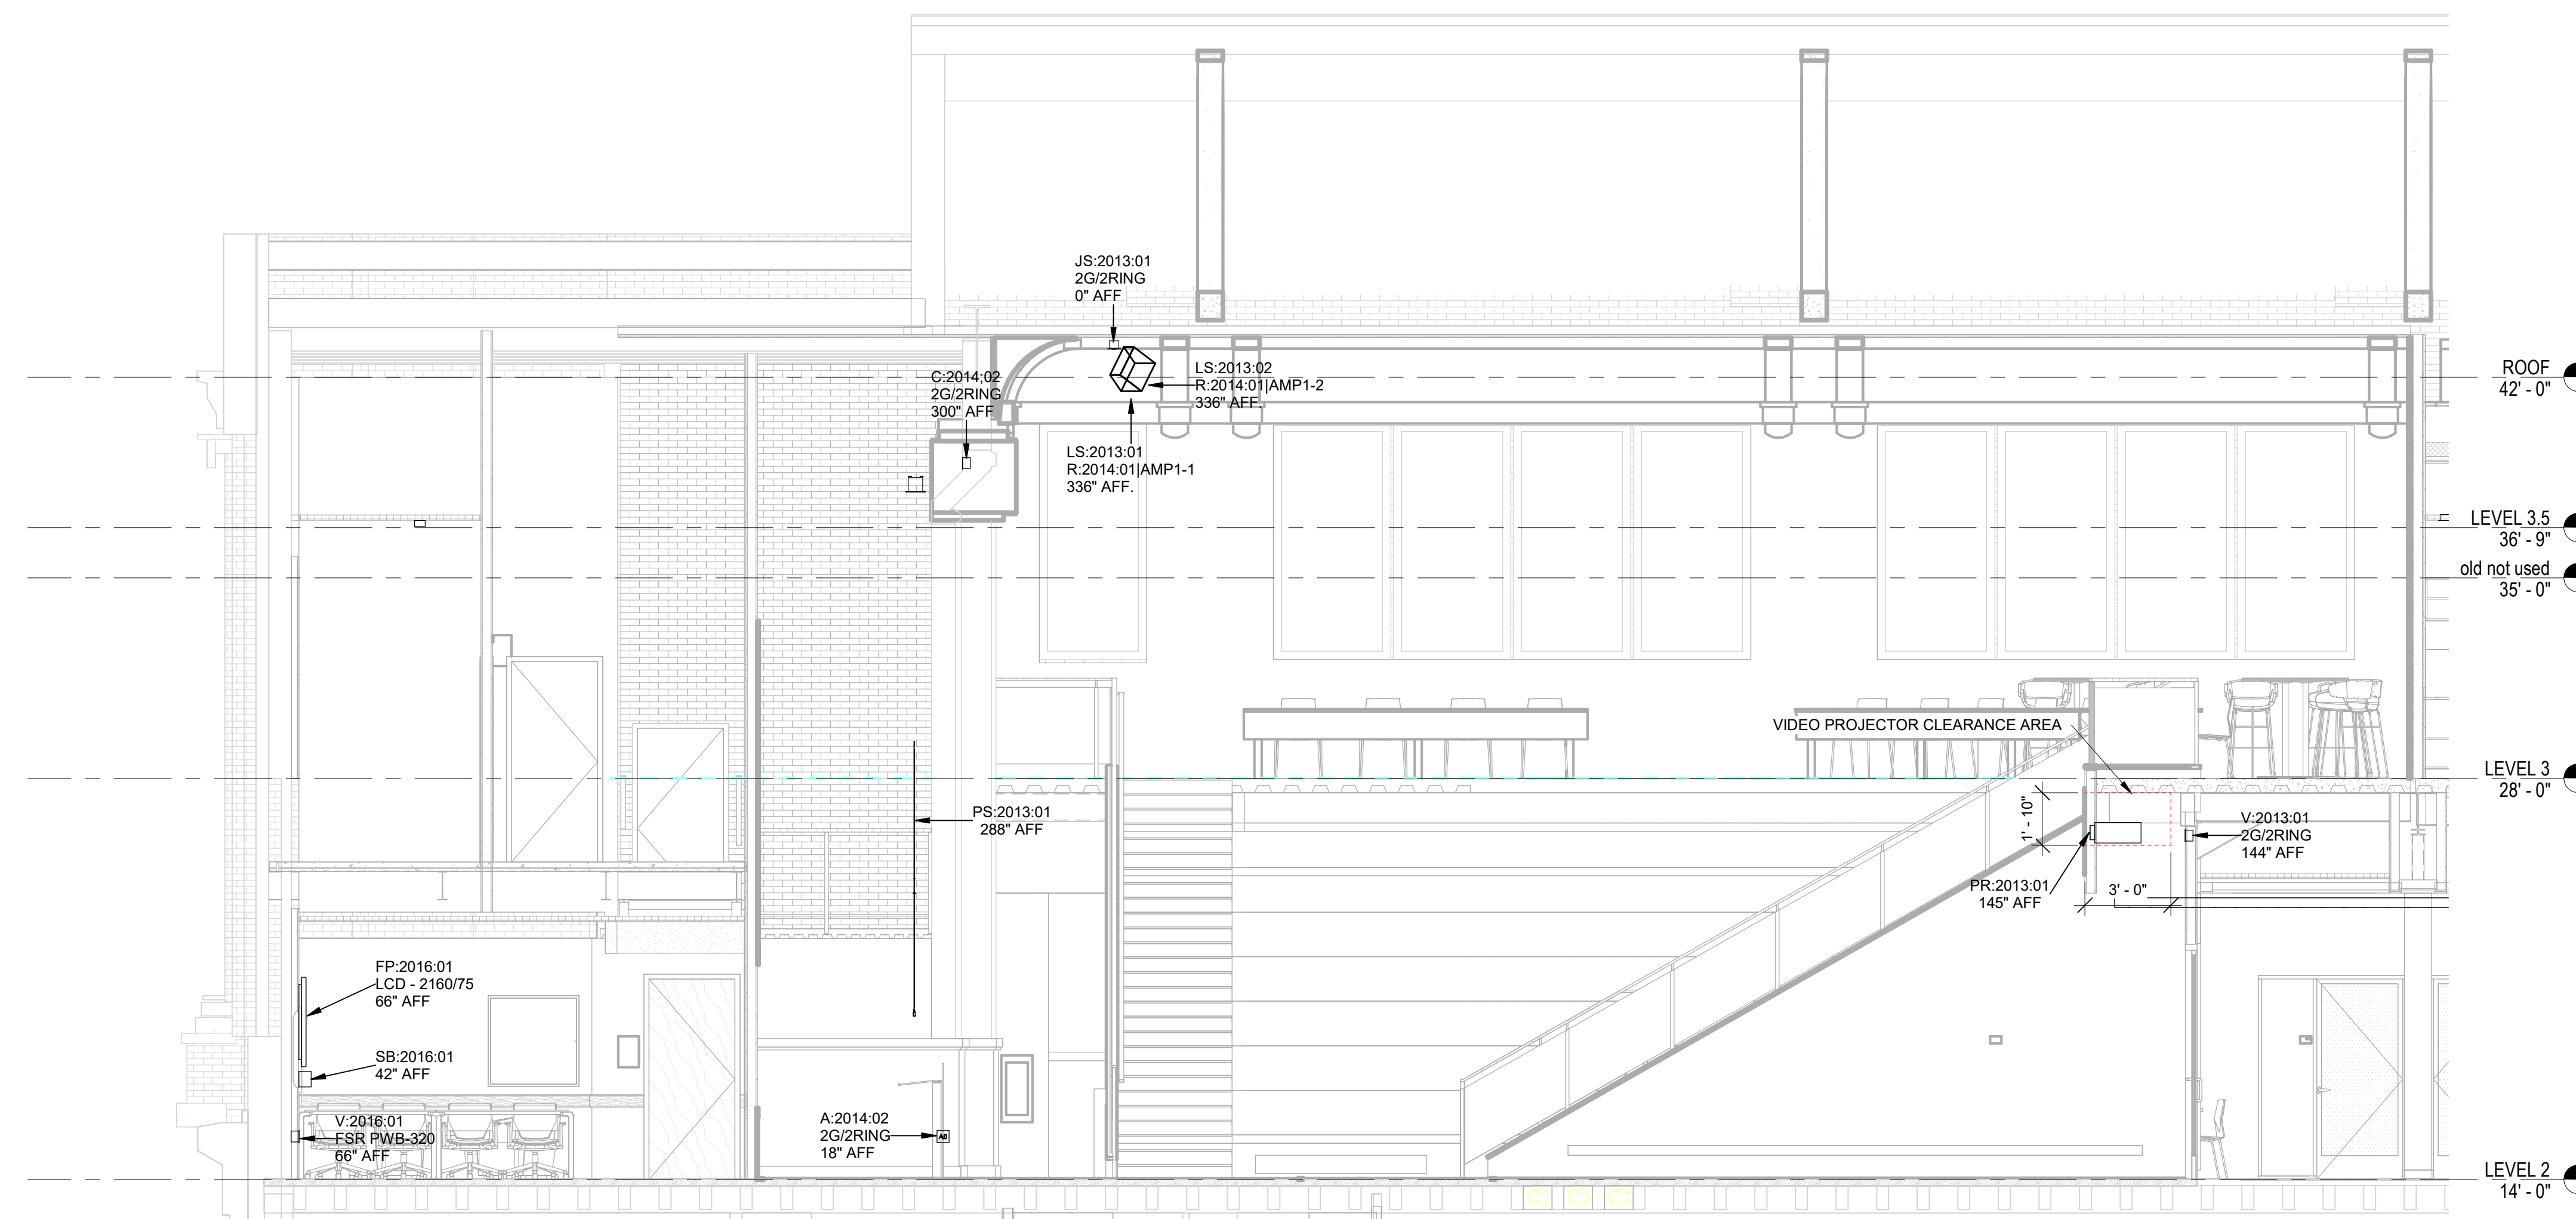 JS:2013:01
2G/2RING
0" AFF
C:2014:02
2G/2RING
300" AFF
LS:2013:02
R:2014:01|AMP1-2
336" AFF.
LS:2013:01
R:2014:01|AMP1-1
336" AFF.
ROOF
42' - 0"
LEVEL 3.5
36' - 9"
old not used
35' - 0"
VIDEO PROJECTOR CLEARANCE AREA
LEVEL 3
28' - 0"
PS:2013:01
288" AFF
1' - 10"
V:2013:01
2G/2RING
144" AFF
PR:2013:01
145" AFF
3' - 0"
FP:2016:01
LCD - 2160/75
66" AFF
SB:2016:01
42" AFF
V:2016:01
FSR PWB-320
66" AFF
A:2014:02
2G/2RING
18" AFF
LEVEL 2
14' - 0"